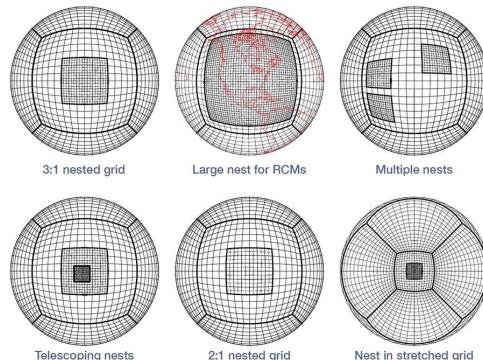 3:1 nested grid
Large nest for RCMs
Multiple nests
Telescoping nests
2:1 nested grid
Nest in stretched grid